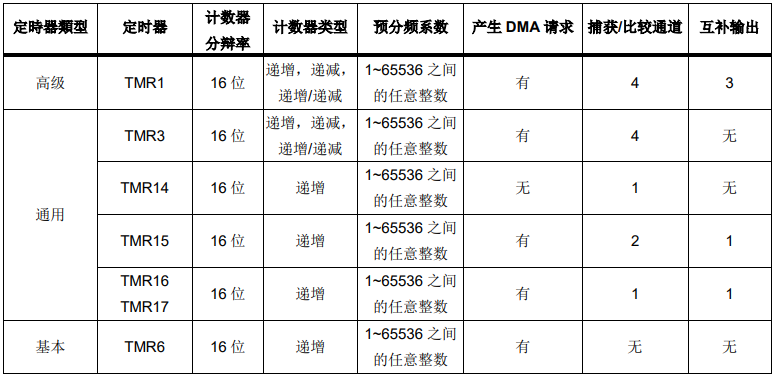 定時器類型 定时器 计数器分辩率 计数器类型 预分频系数 产生 DMA 请求 捕获/比较通道 互补输出
高级 TMR1 16 位 递增，递减，递增/递减 1~65536 之间的任意整数 有 4 3
通用 TMR3 16 位 递增，递减，递增/递减 1~65536 之间的任意整数 有 4 无
TMR14 16 位 递增 1~65536 之间的任意整数 无 1 无
TMR15 16 位 递增 1~65536 之间的任意整数 有 2 1
TMR16 TMR17 16 位 递增 1~65536 之间的任意整数 有 1 1
基本 TMR6 16 位 递增 1~65536 之间的任意整数 有 无 无